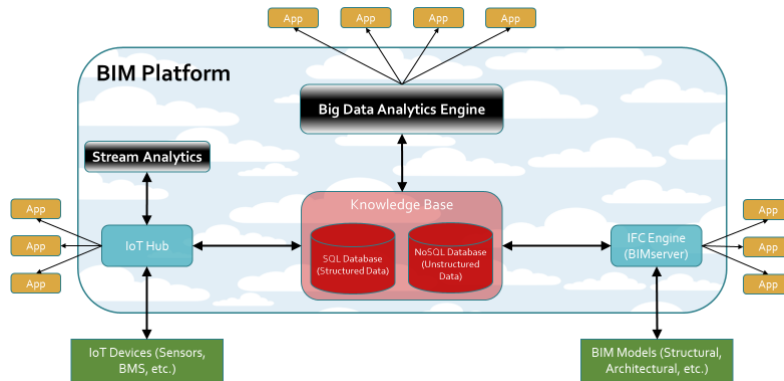 App
App
App
App
BIM Platform
Big Data Analytics Engine
Stream Analytics
Knowledge Base
App
App
App
IoT Hub
SQL Database
(Structured Data)
NoSQL Database
(Unstructured
Data)
IFC Engine
(BIMserver)
App
App
App
IoT Devices (Sensors,
BMS, etc.)
BIM Models (Structural,
Architectural, etc.)